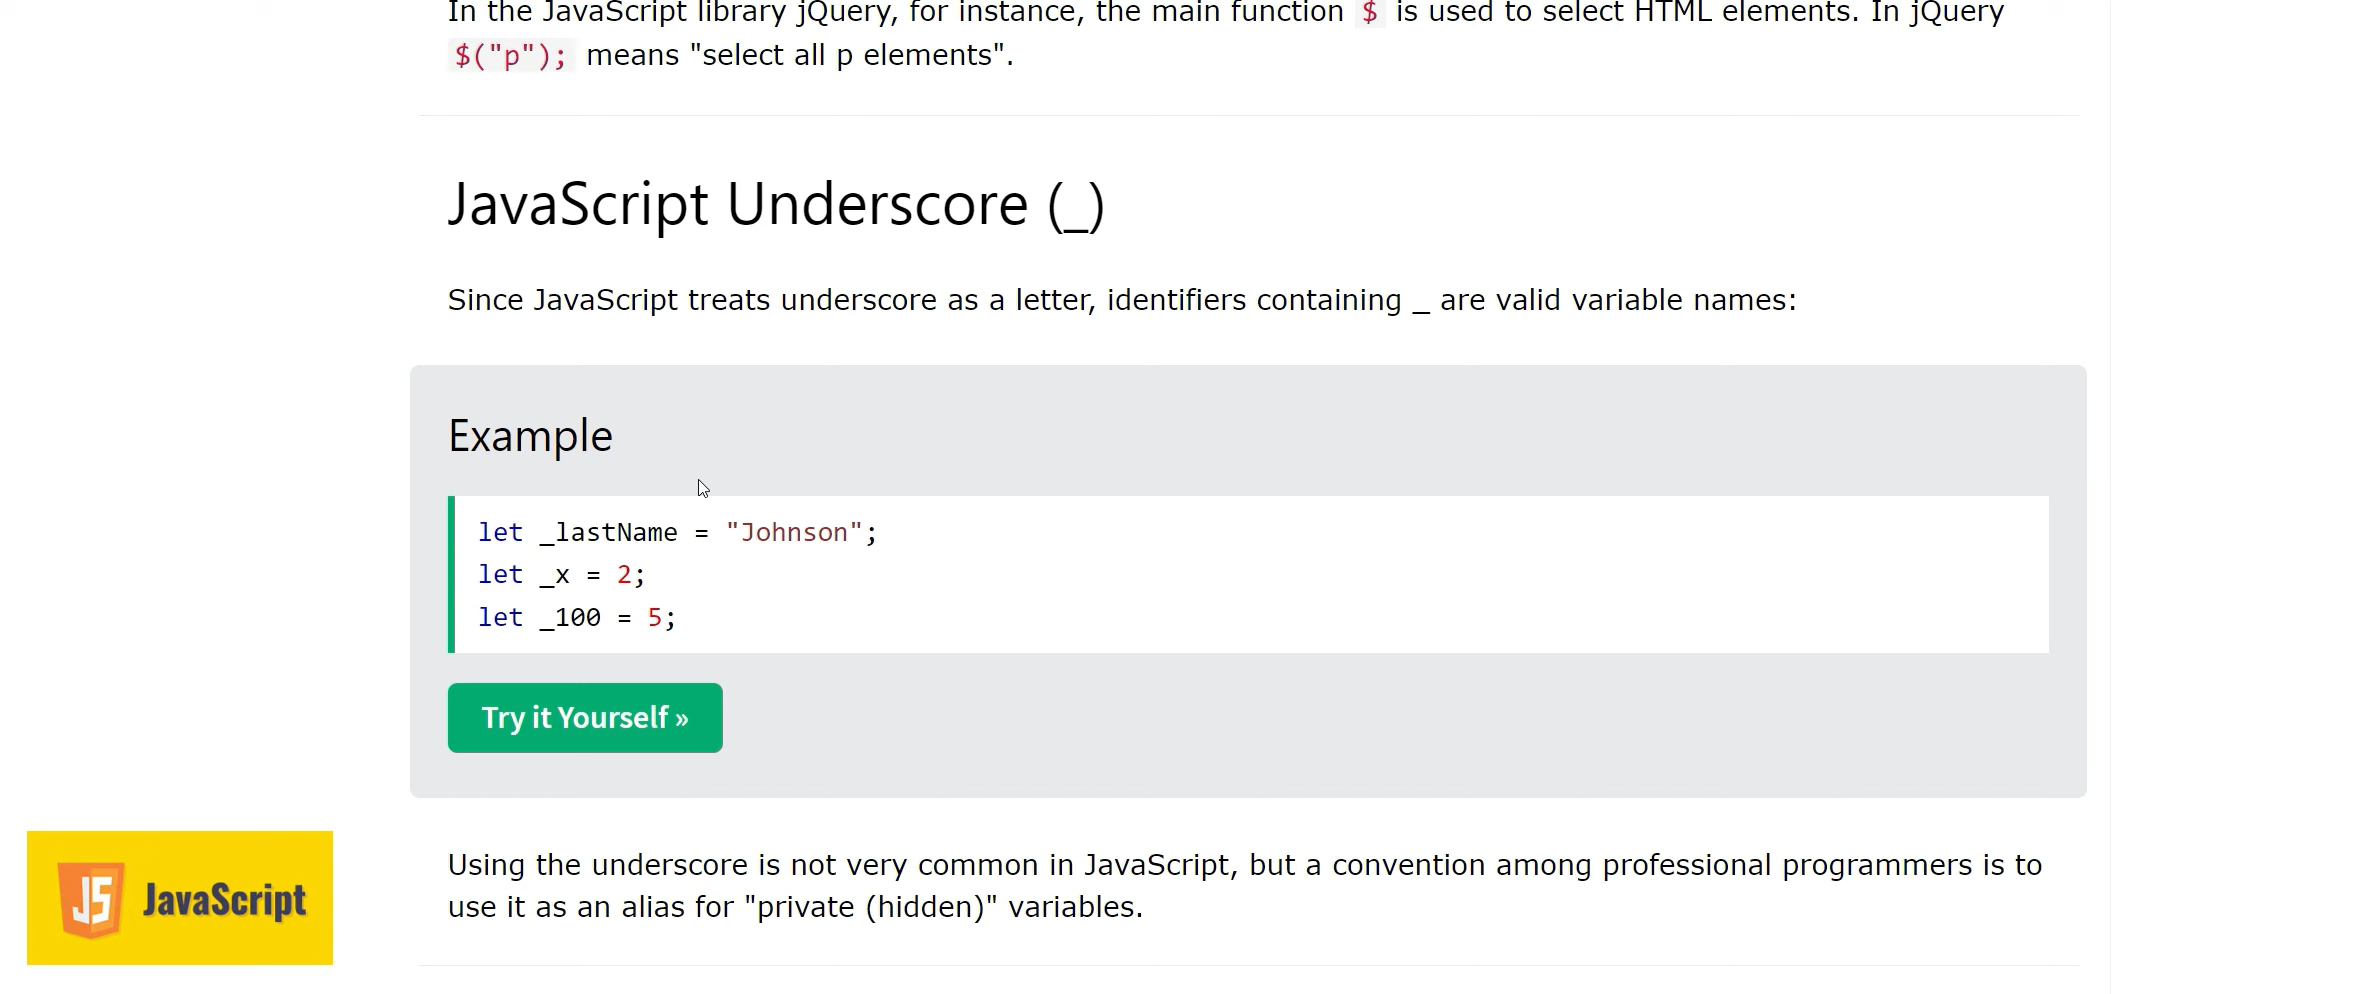 In the JavaScript library jQuery, for instance, the main function $ is used to select HTML elements. In jQuery
$("p"); means "select all p elements".
JavaScript Underscore (_)
Since JavaScript treats underscore as a letter, identifiers containing _ are valid variable names:
Example
let _lastName = "Johnson";
let _x = 2;
let _100 = 5;
Try it Yourself »
Using the underscore is not very common in JavaScript, but a convention among professional programmers is to
use it as an alias for "private (hidden)" variables.
JS JavaScript